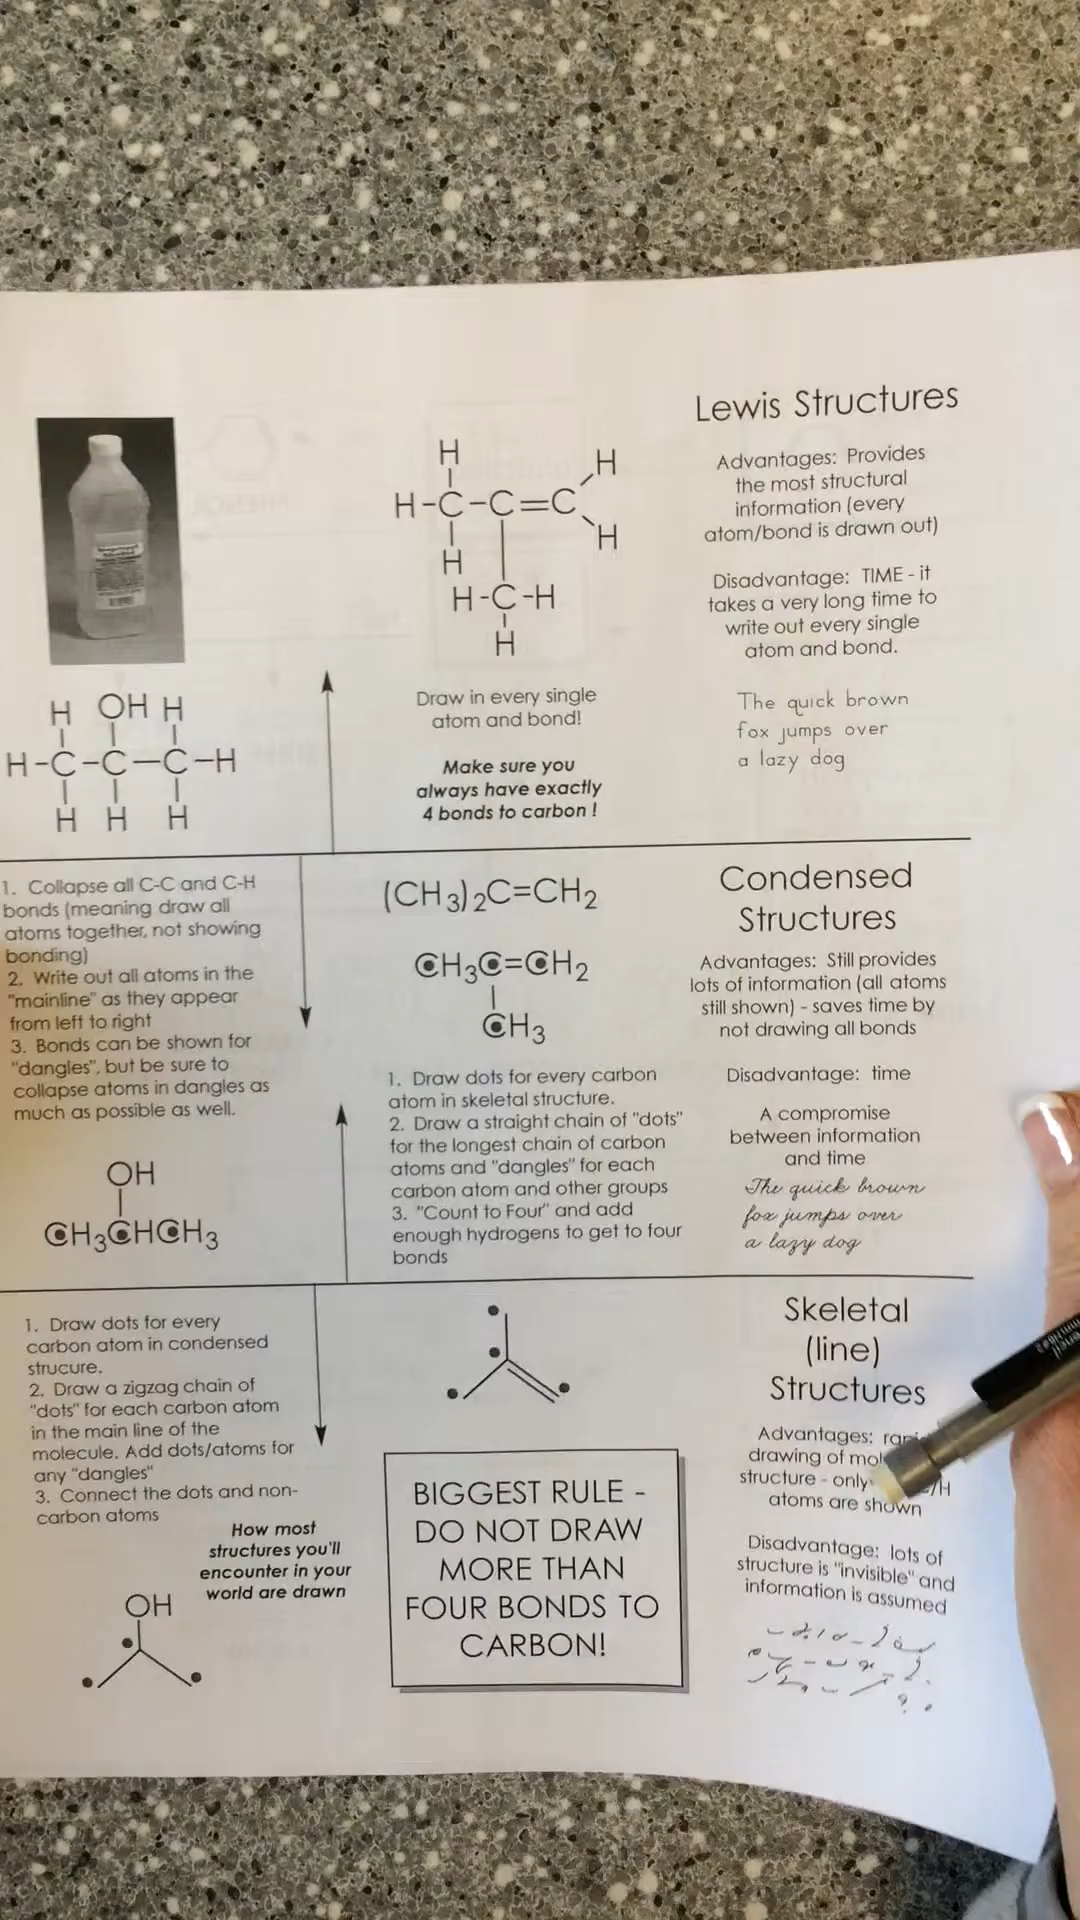 Lewis Structures
Advantages: Provides
the most structural
information (every
atom/bond is drawn out)
Disadvantage: TIME - it
takes a very long time to
write out every single
atom and bond.
The quick brown
fox jumps over
a lazy dog
H
H
H-C-C=C
H
H
H-C-H
H
Draw in every single
atom and bond!
Make sure you
always have exactly
4 bonds to carbon !
H OH H
H-C-C-C-H
H H H
1. Collapse all C-C and C-H
bonds (meaning draw all
atoms together, not showing
bonding)
2. Write out all atoms in the
"mainline" as they appear
from left to right
3. Bonds can be shown for
"dangles", but be sure to
collapse atoms in dangles as
much as possible as well.
OH
CH₃CHCH₃
(CH₃)₂C=CH₂
CH₃C=CH₂
CH₃
1. Draw dots for every carbon
atom in skeletal structure.
2. Draw a straight chain of "dots"
for the longest chain of carbon
atoms and "dangles" for each
carbon atom and other groups
3. "Count to Four" and add
enough hydrogens to get to four
bonds
Condensed
Structures
Advantages: Still provides
lots of information (all atoms
still shown) - saves time by
not drawing all bonds
Disadvantage: time
A compromise
between information
and time
The quick brown
fox jumps over
a lazy dog
1. Draw dots for every
carbon atom in condensed
strucure.
2. Draw a zigzag chain of
"dots" for each carbon atom
in the main line of the
molecule. Add dots/atoms for
any "dangles"
3. Connect the dots and non-
carbon atoms
How most
structures you'll
encounter in your
world are drawn
OH
BIGGEST RULE -
DO NOT DRAW
MORE THAN
FOUR BONDS TO
CARBON!
Skeletal
(line)
Structures
Advantages:
drawing of
structure - only
atoms are shown
Disadvantage: lots of
structure is "invisible" and
information is assumed